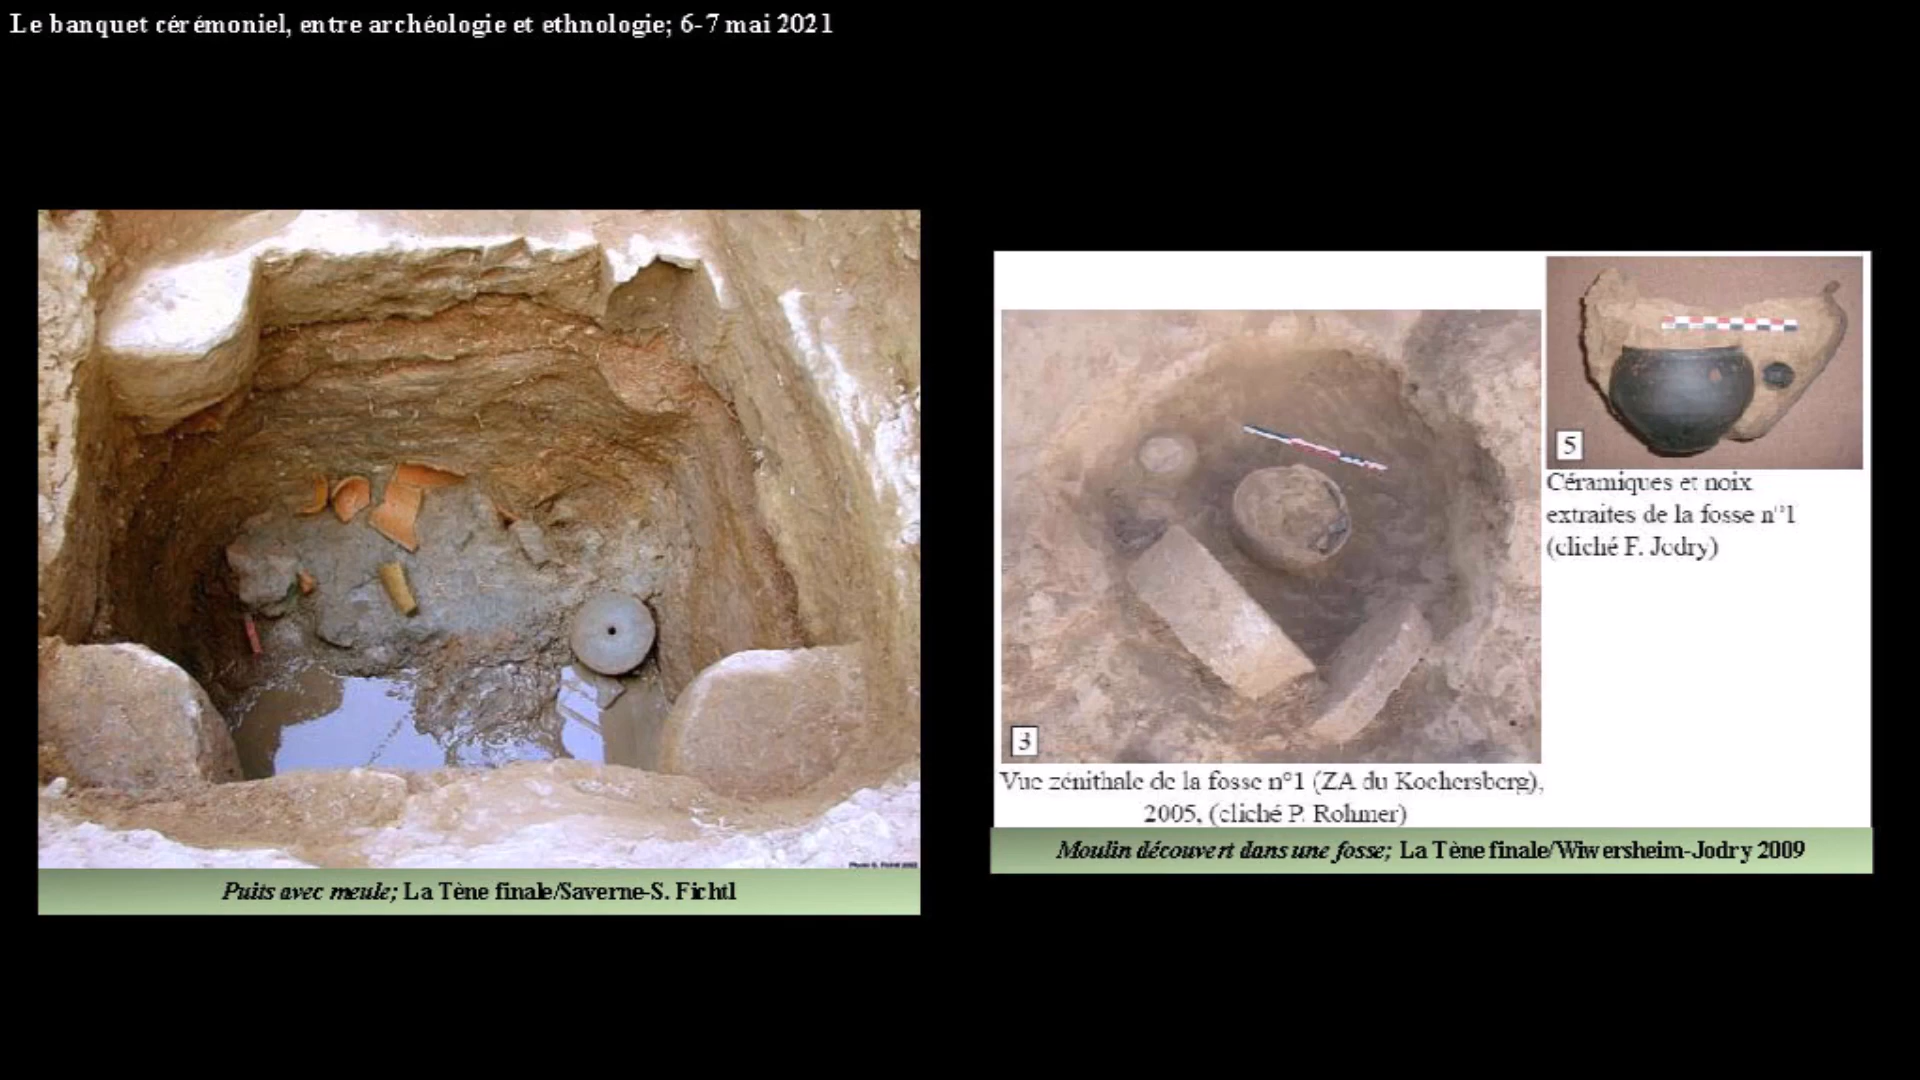 Le banquet cérémoniel, entre archéologie et ethnologie; 6-7 mai 2021
5
Céramiques et noix
extraites de la fosse n°1
(cliché F. Jodry)
3
Vue zénithale de la fosse n°1 (ZA du Kochersberg),
2005, (cliché P. Rohmer)
Moulin découvert dans une fosse; La Tène finale/Wiwersheim-Jodry 2009
Puits avec meule; La Tène finale/Saverne-S. Fichtl